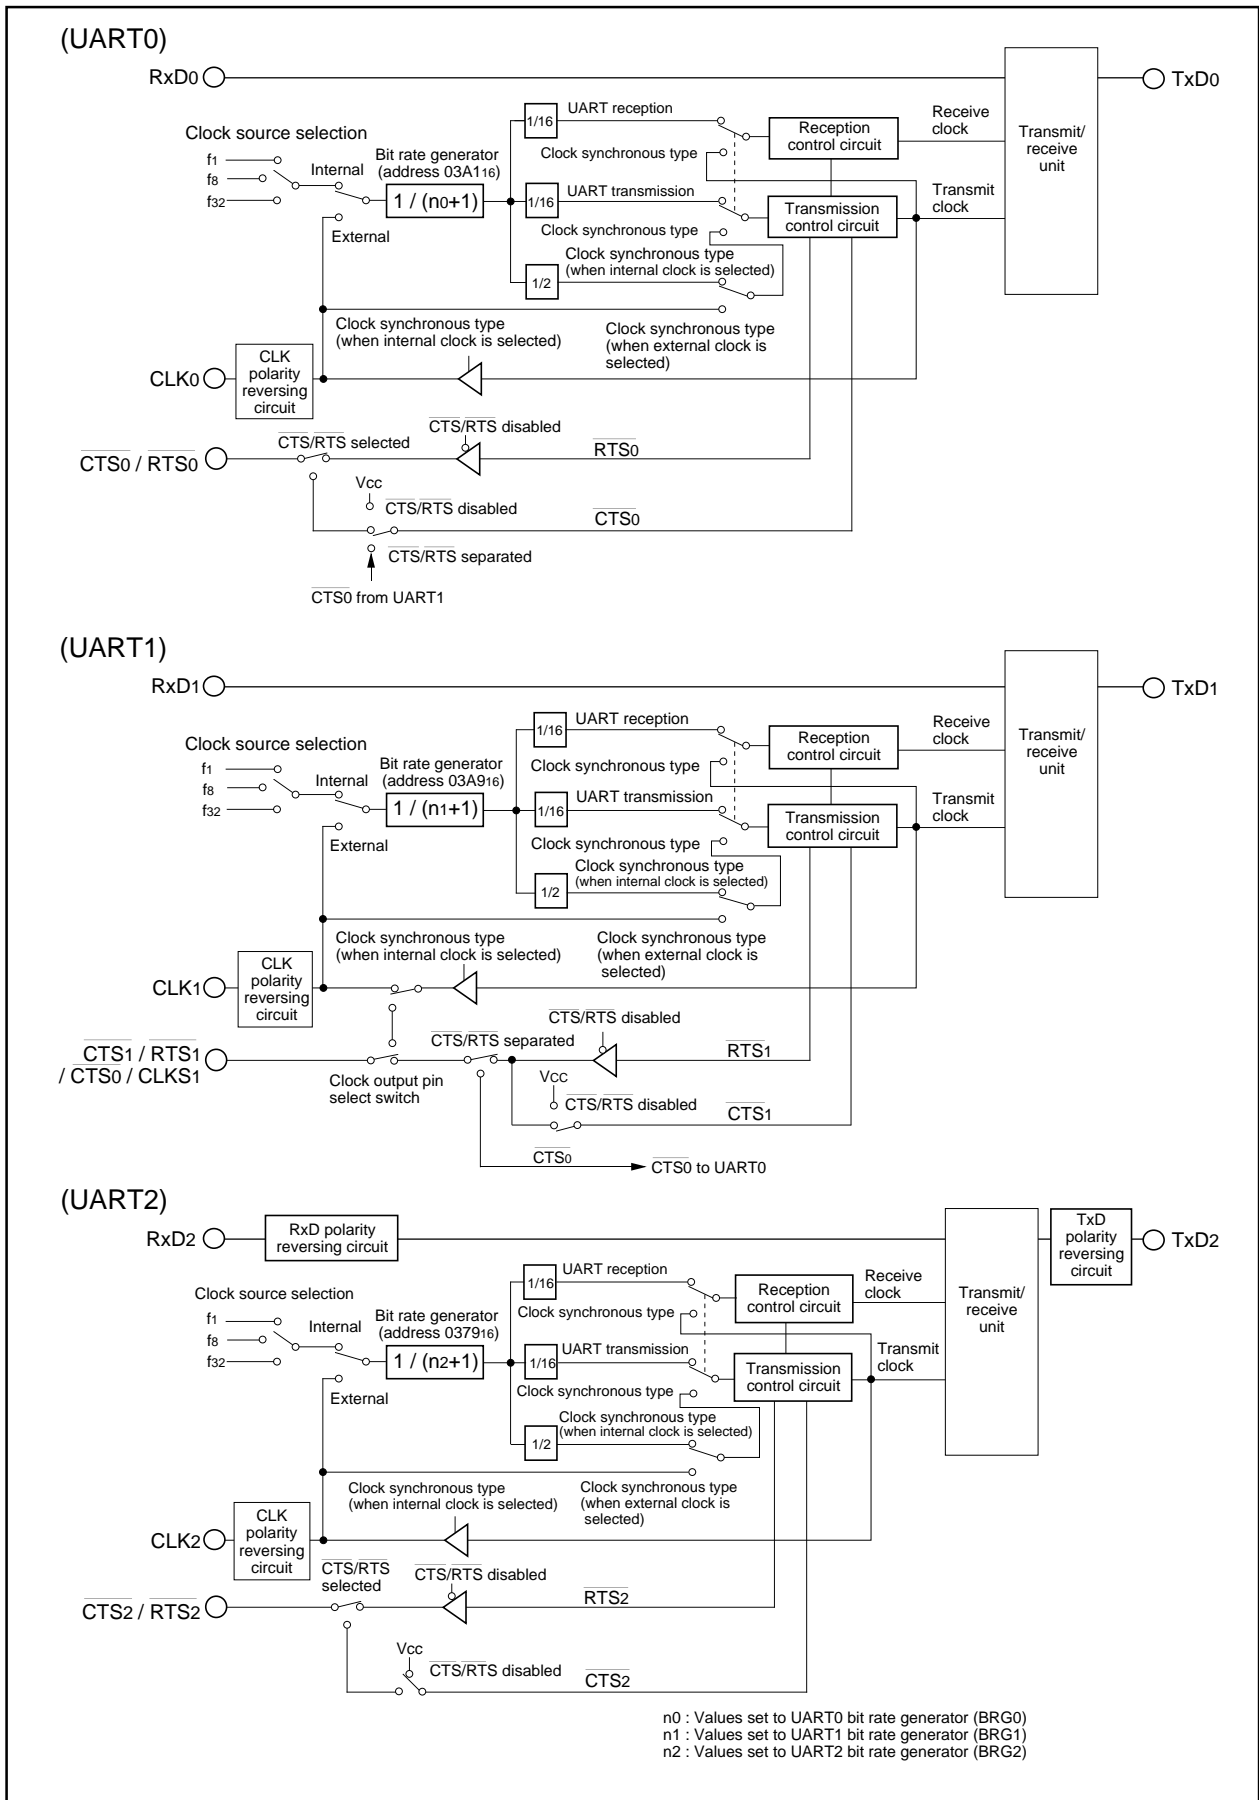 (UART0)
RxD0
TxD0
Clock source selection
f1
f8
f32
Internal
External
Bit rate generator
(address 03A116)
1 / (n0+1)
1/16
UART reception
Clock synchronous type
1/16
UART transmission
Clock synchronous type
1/2
Clock synchronous type
(when internal clock is selected)
Reception
control circuit
Transmission
control circuit
Receive
clock
Transmit
clock
Transmit/
receive
unit
Clock synchronous type
(when internal clock is selected)
Clock synchronous type
(when external clock is
selected)
CLK0
CLK
polarity
reversing
circuit
CTS0 / RTS0
CTS/RTS selected
CTS/RTS disabled
RTS0
Vcc
CTS/RTS disabled
CTS0
CTS/RTS separated
CTS0 from UART1
(UART1)
RxD1
TxD1
Clock source selection
f1
f8
f32
Internal
External
Bit rate generator
(address 03A916)
1 / (n1+1)
1/16
UART reception
Clock synchronous type
1/16
UART transmission
Clock synchronous type
1/2
Clock synchronous type
(when internal clock is selected)
Reception
control circuit
Transmission
control circuit
Receive
clock
Transmit
clock
Transmit/
receive
unit
Clock synchronous type
(when internal clock is selected)
Clock synchronous type
(when external clock is
selected)
CLK1
CLK
polarity
reversing
circuit
CTS1 / RTS1
/ CTS0 / CLKS1
Clock output pin
select switch
CTS/RTS separated
CTS/RTS disabled
RTS1
VCC
CTS/RTS disabled
CTS1
CTS0
CTS0 to UART0
(UART2)
RxD2
RxD polarity
reversing circuit
TxD
polarity
reversing
circuit
TxD2
Clock source selection
f1
f8
f32
Internal
External
Bit rate generator
(address 037916)
1 / (n2+1)
1/16
UART reception
Clock synchronous type
1/16
UART transmission
Clock synchronous type
1/2
Clock synchronous type
(when internal clock is selected)
Reception
control circuit
Transmission
control circuit
Receive
clock
Transmit
clock
Transmit/
receive
unit
Clock synchronous type
(when internal clock is selected)
Clock synchronous type
(when external clock is
selected)
CLK2
CLK
polarity
reversing
circuit
CTS2 / RTS2
CTS/RTS
selected
CTS/RTS disabled
RTS2
Vcc
CTS/RTS disabled
CTS2
n0 : Values set to UART0 bit rate generator (BRG0)
n1 : Values set to UART1 bit rate generator (BRG1)
n2 : Values set to UART2 bit rate generator (BRG2)